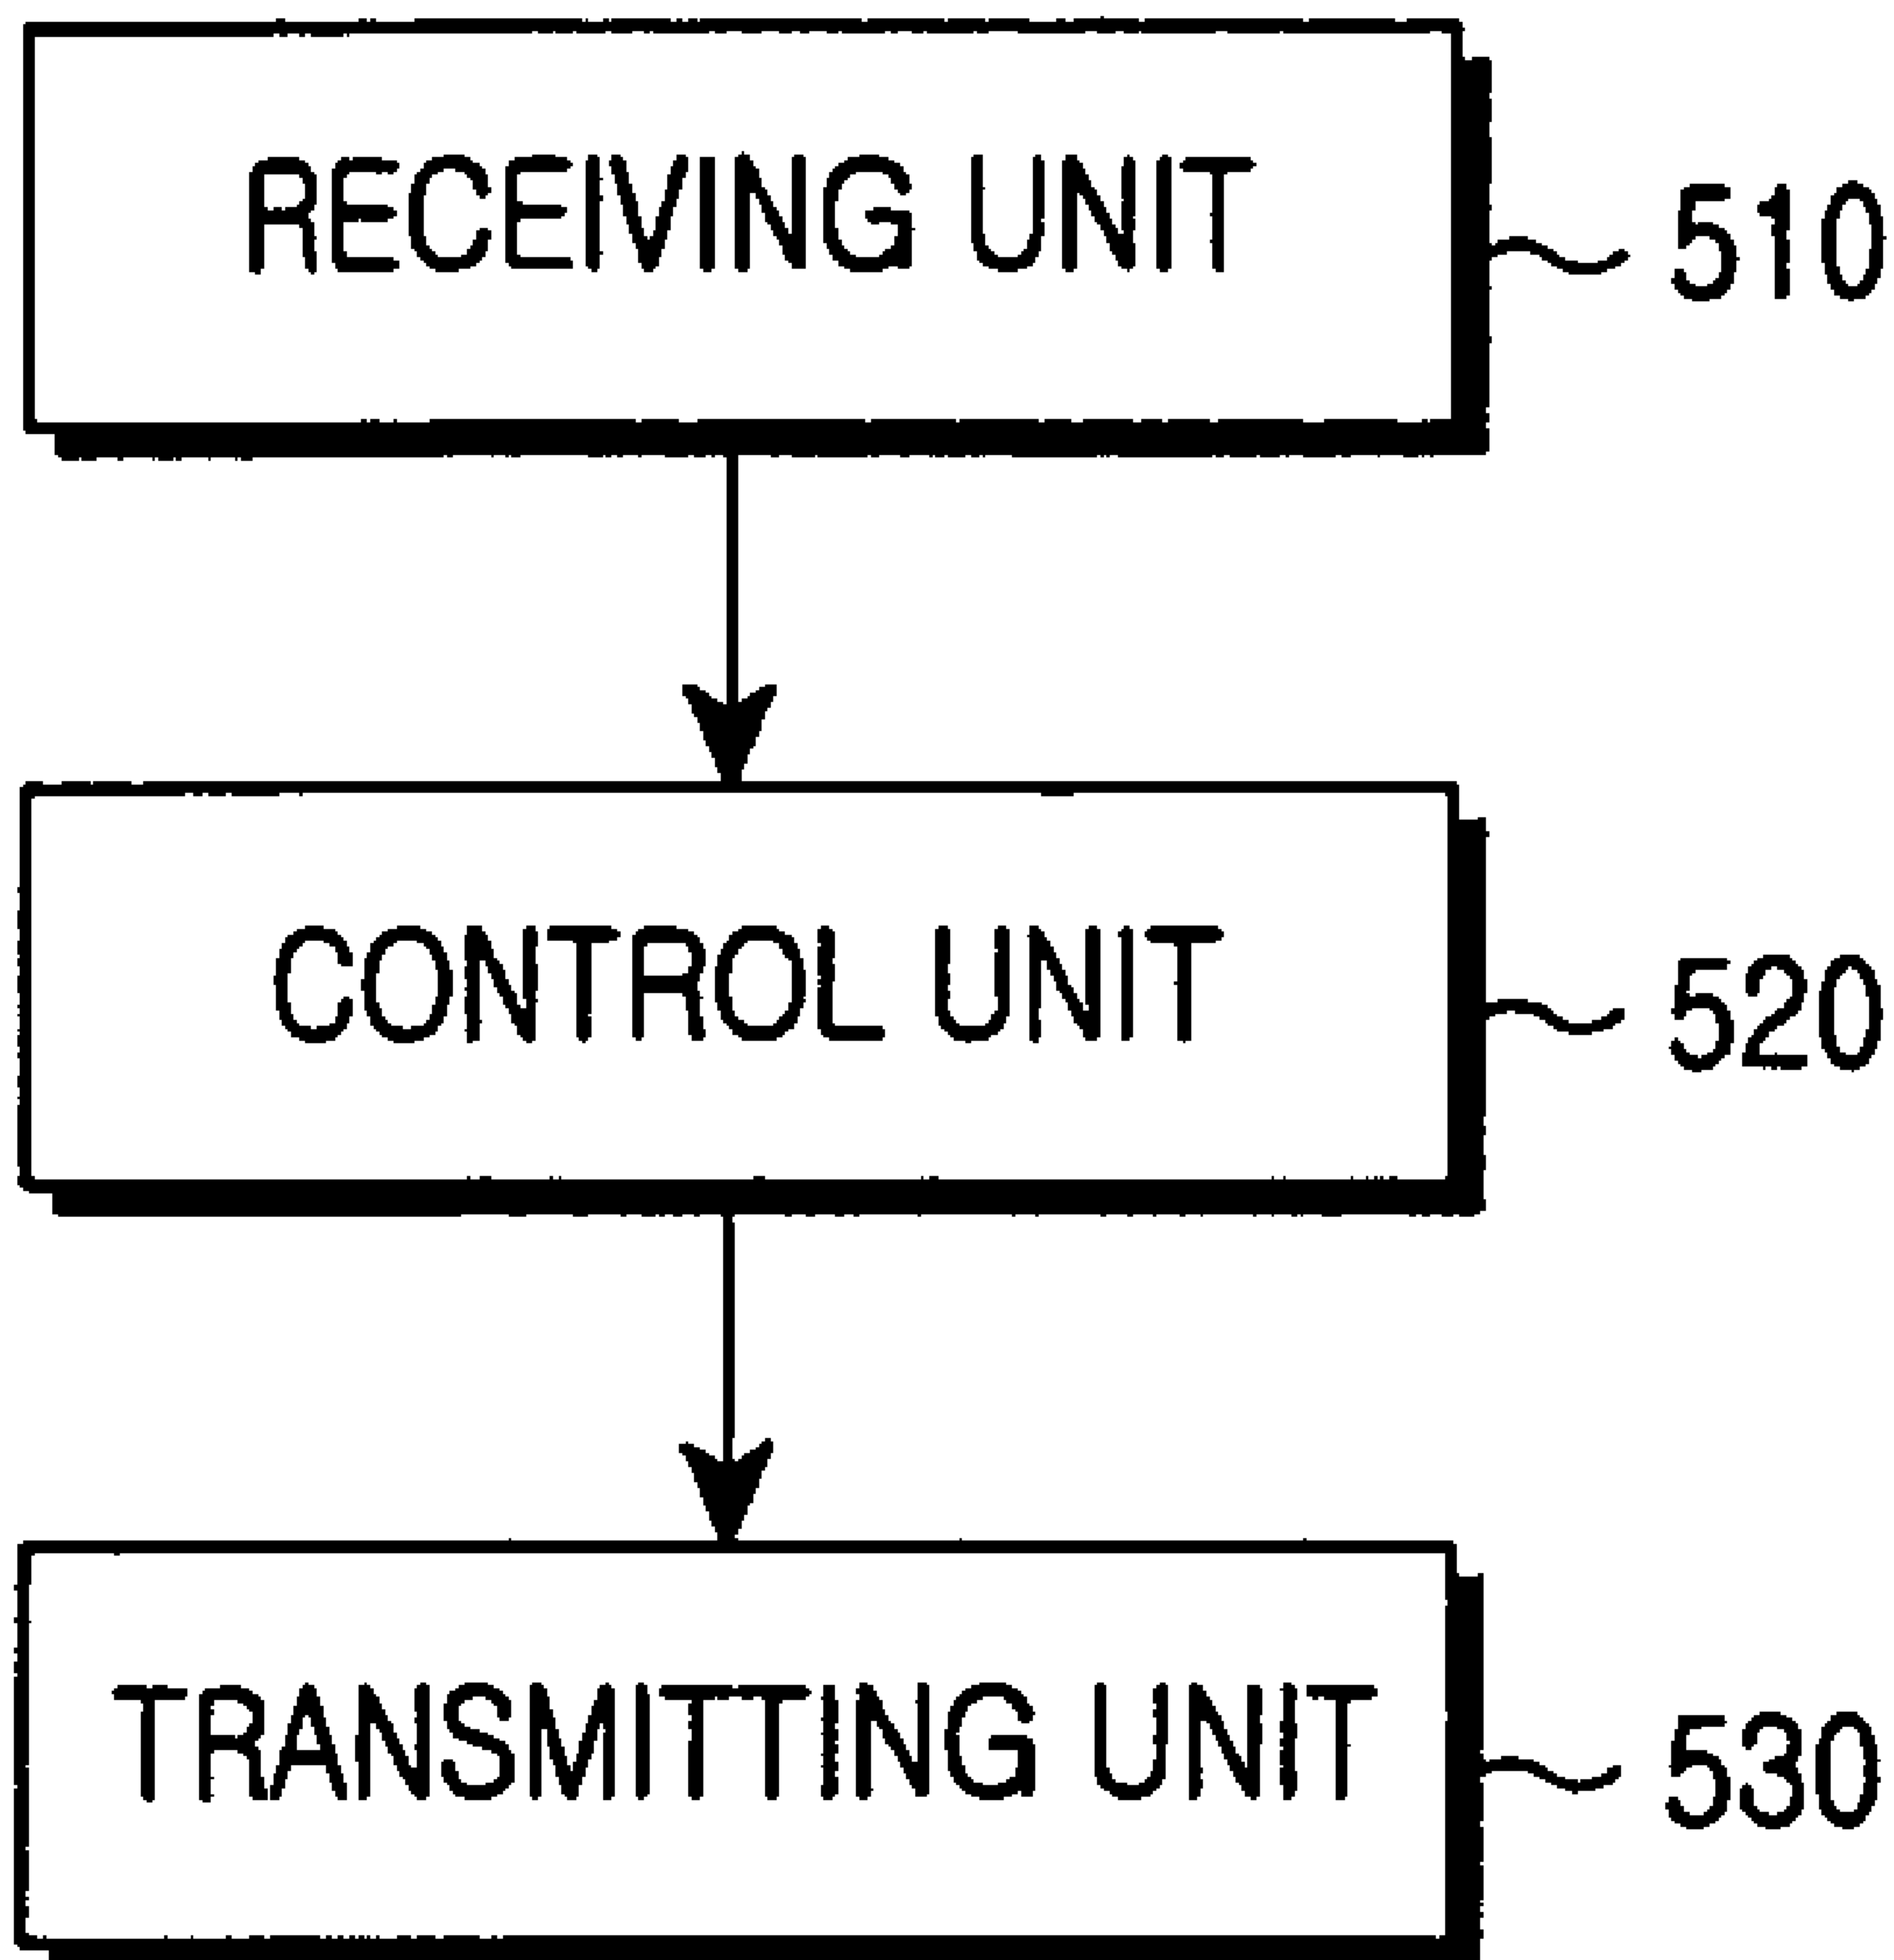 RECEIVING UNIT
510
CONTROL UNIT
520
TRANSMITTING UNIT
530